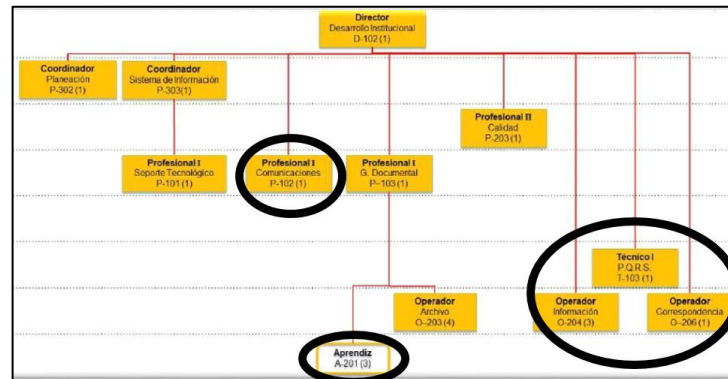 Director
Desarrollo Institucional
D-102 (1)
Coordinador
Planeación
P-302 (1)
Coordinador
Sistema de Información
P-303(1)
Profesional II
Calidad
P-203 (1)
Profesional I
Soporte Tecnológico
P-101 (1)
Profesional I
Comunicaciones
P-102 (1)
Profesional I
G. Documental
P–103 (1)
Técnico I
P.Q.R.S.
T-103 (1)
Operador
Archivo
O–203 (4)
Operador
Información
O-204 (3)
Operador
Correspondencia
O–206 (1)
Aprendiz
A-201 (3)